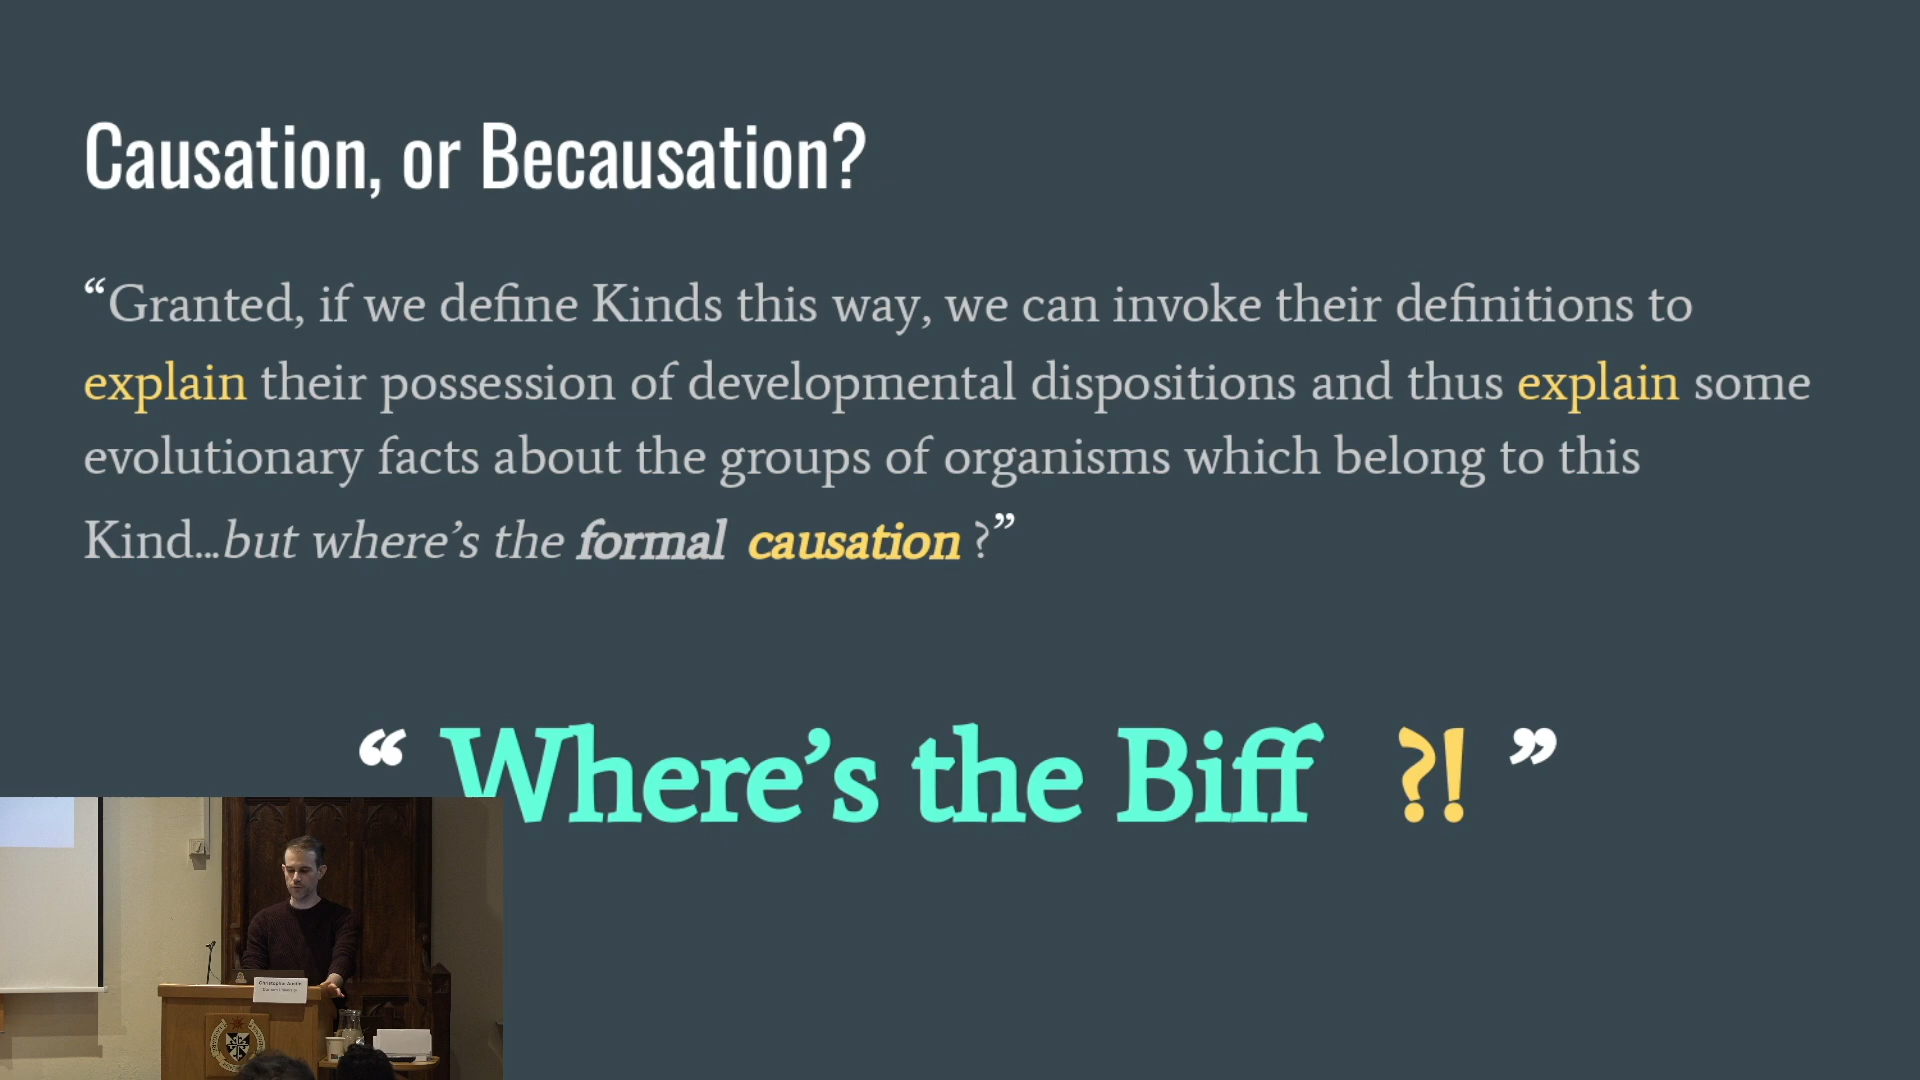 Causation, or Becausation?
“Granted, if we define Kinds this way, we can invoke their definitions to
explain their possession of developmental dispositions and thus explain some
evolutionary facts about the groups of organisms which belong to this
Kind...but where’s the formal causation ?”
“ Where’s the Biff ?! ”
Christopher Austin